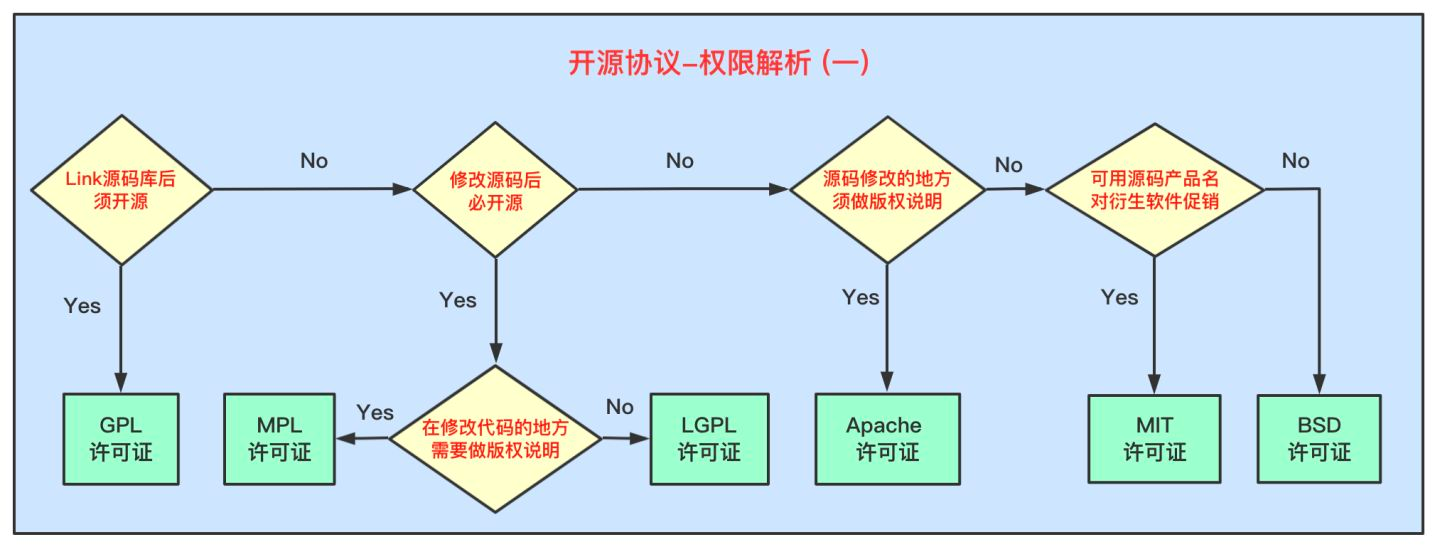 开源协议-权限解析 (一)
Link源码库后
须开源
No
修改源码后
必开源
No
源码修改的地方
须做版权说明
No
可用源码产品名
对衍生软件促销
No
Yes
Yes
Yes
Yes
GPL
许可证
MPL
许可证
Yes
在修改代码的地方
需要做版权说明
No
LGPL
许可证
Apache
许可证
MIT
许可证
BSD
许可证